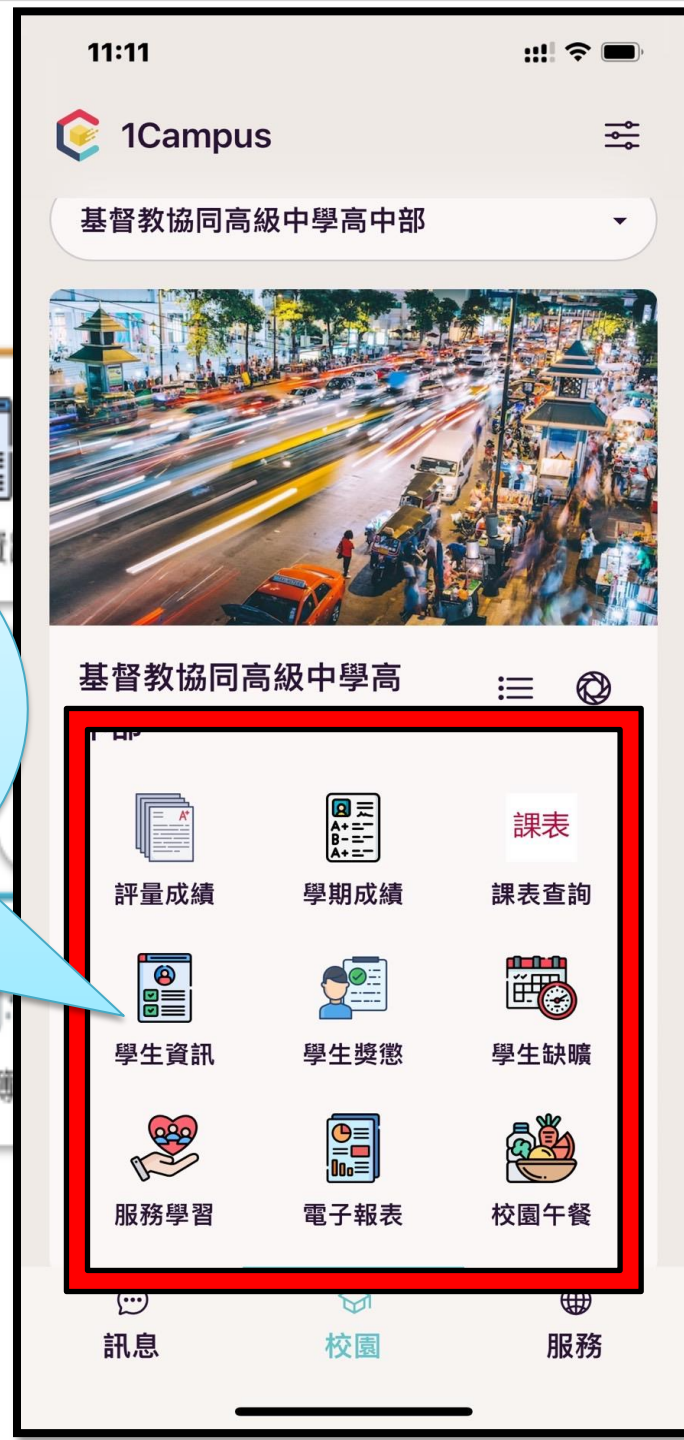 11:11
1Campus
基督教協同高級中學高中部
基督教協同高級中學高
課表
評量成績
學期成績
課表查詢
學生資訊
學生獎懲
學生缺曠
服務學習
電子報表
校園午餐
訊息
校園
服務